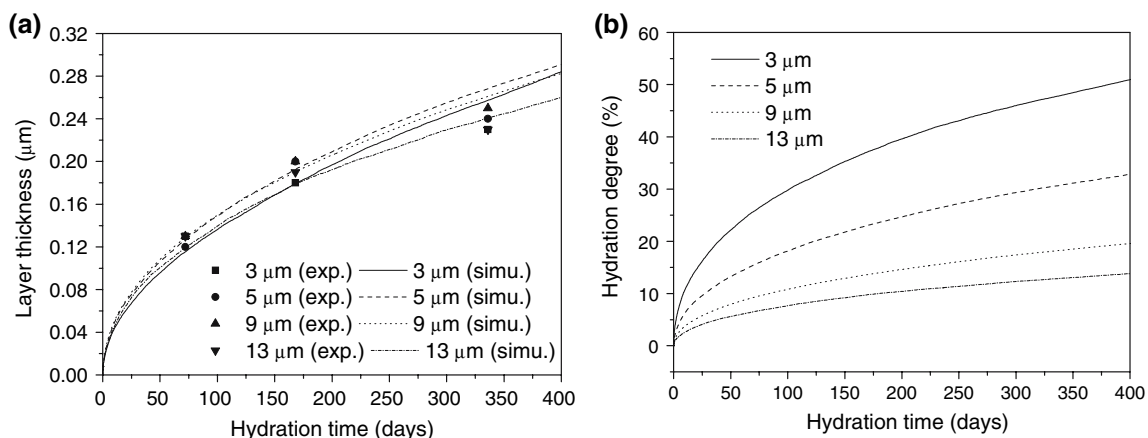 (a)
0.32
0.28
0.24
0.20
0.16
0.12
0.08
0.04
0.00
Layer thickness (μm)
3 μm (exp.) 3 μm (simu.)
5 μm (exp.) 5 μm (simu.)
9 μm (exp.) 9 μm (simu.)
13 μm (exp.) 13 μm (simu.)
0 50 100 150 200 250 300 350 400
Hydration time (days)
(b)
60
50
40
30
20
10
0
Hydration degree (%)
3 μm
5 μm
9 μm
13 μm
0 50 100 150 200 250 300 350 400
Hydration time (days)